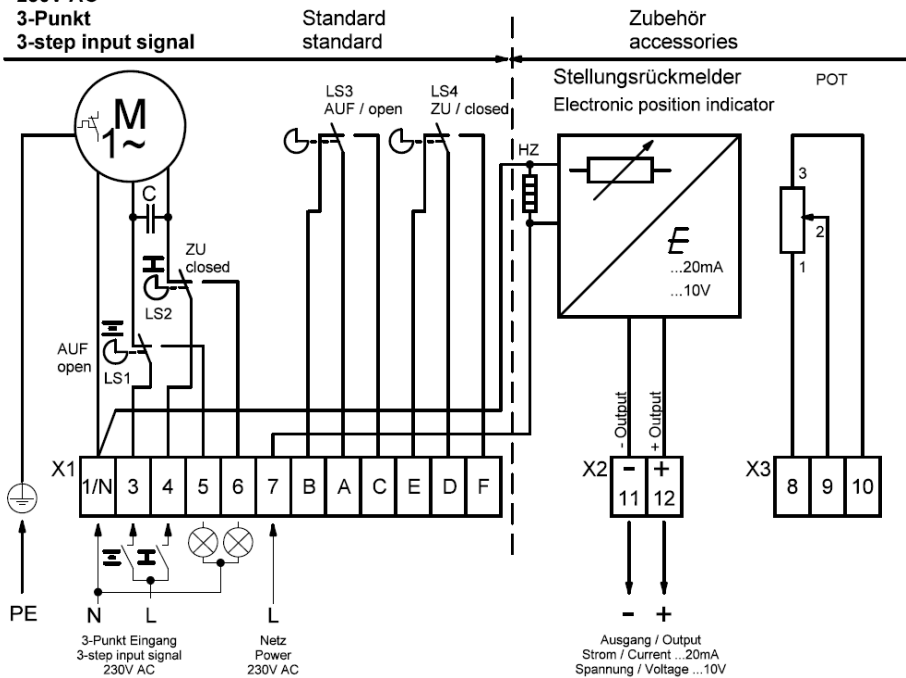 230V AC
3-Punkt
3-step input signal
Standard
standard
Zubehör
accessories
Stellungsrückmelder
Electronic position indicator
POT
M
1~
LS3
AUF / open
LS4
ZU / closed
HZ
C
ZU
closed
LS2
AUF
open
LS1
E
...20mA
...10V
3
2
1
- Output
+ Output
X1
1/N 3 4 5 6 7 B A C E D F
X2
- +
11 12
X3
8 9 10
PE
N
L
L
3-Punkt Eingang
3-step input signal
230V AC
Netz
Power
230V AC
- +
Ausgang / Output
Strom / Current ...20mA
Spannung / Voltage ...10V